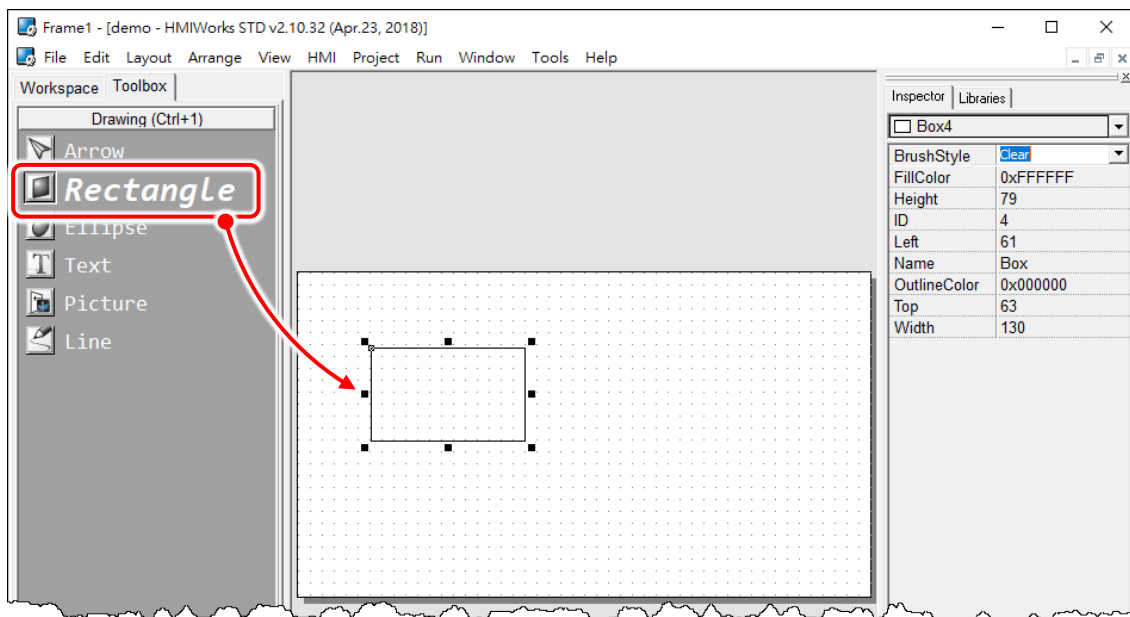 Frame1 - [demo - HMIWorks STD v2.10.32 (Apr.23, 2018)]
File Edit Layout Arrange View HMI Project Run Window Tools Help
Workspace Toolbox
Drawing (Ctrl+1)
Arrow
Rectangle
Ellipse
T Text
Picture
Line
Inspector Libraries
Box4
BrushStyle Clear
FillColor 0xFFFFFF
Height 79
ID 4
Left 61
Name Box
OutlineColor 0x000000
Top 63
Width 130